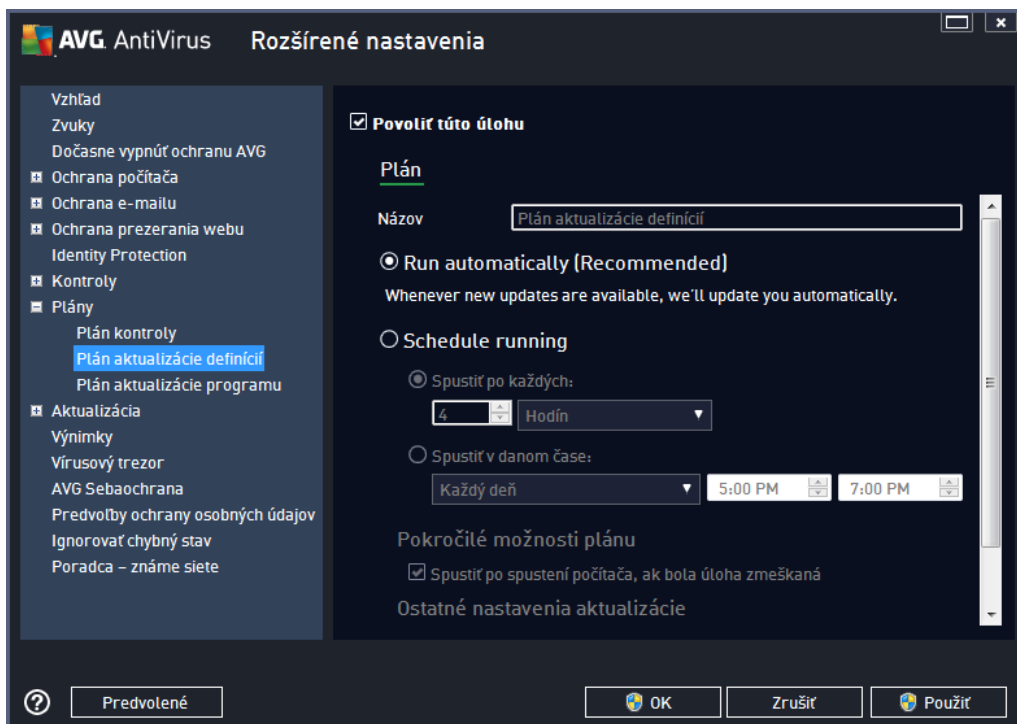 AVG AntiVirus Rozšírené nastavenia
Vzhľad
Zvuky
Dočasne vypnúť ochranu AVG
Ochrana počítača
Ochrana e-mailu
Ochrana prezerania webu
Identity Protection
Kontroly
Plány
Plán kontroly
Plán aktualizácie definícií
Plán aktualizácie programu
Aktualizácia
Výnimky
Vírusový trezor
AVG Sebaochrana
Predvoľby ochrany osobných údajov
Ignorovať chybný stav
Poradca – známe siete
Povoliť túto úlohu
Plán
Názov Plán aktualizácie definícií
Run automatically (Recommended)
Whenever new updates are available, we'll update you automatically.
Schedule running
Spustiť po každých:
4 Hodín
Spustiť v danom čase:
Každý deň 5:00 PM 7:00 PM
Pokročilé možnosti plánu
Spustiť po spustení počítača, ak bola úloha zmeškaná
Ostatné nastavenia aktualizácie
? Predvolené OK Zrušiť Použiť